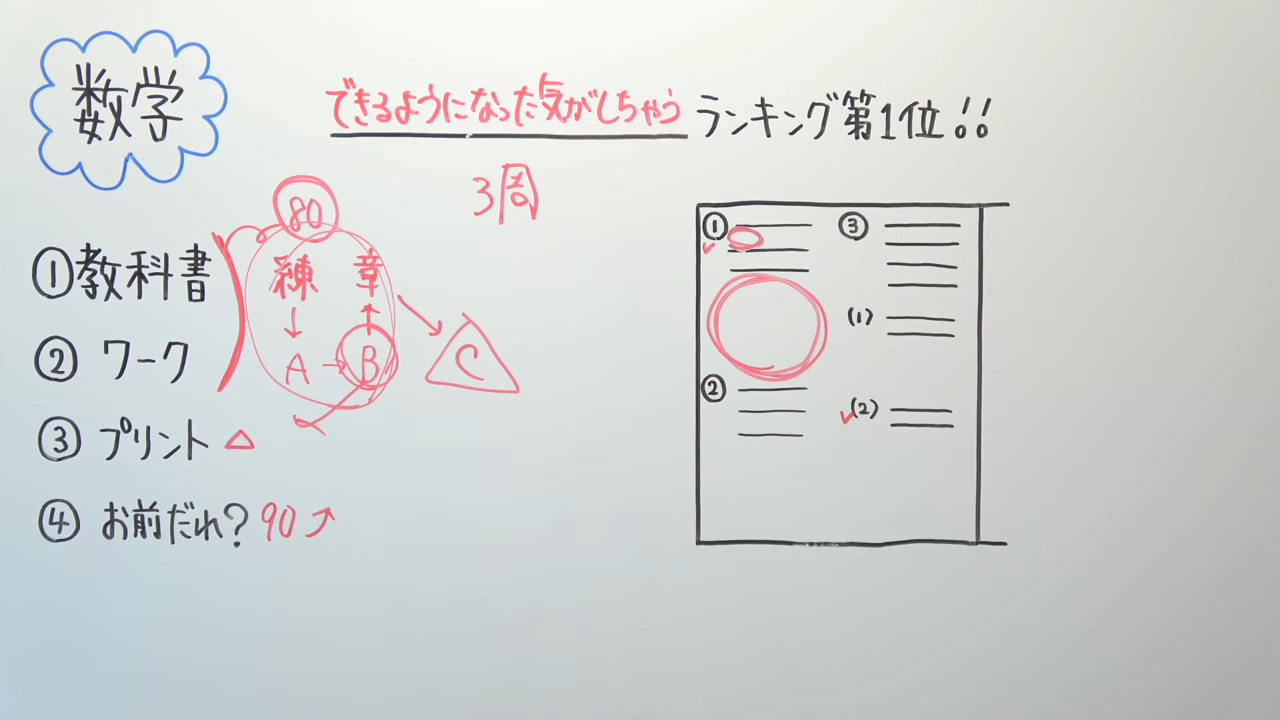 数学
できるようになった気がしちゃう ランキング第1位!!
3周
80
①教科書
練 章
A → B
C
② ワーク
③ プリント △
④ お前だれ? 90
①
②
③
(1)
(2)